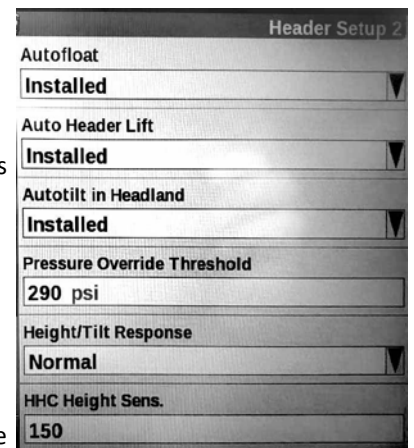 Header Setup 2
Autofloat
Installed
Auto Header Lift
Installed
s
Autotilt in Headland
Installed
Pressure Override Threshold
290 psi
Height/Tilt Response
Normal
HHC Height Sens.
e
150